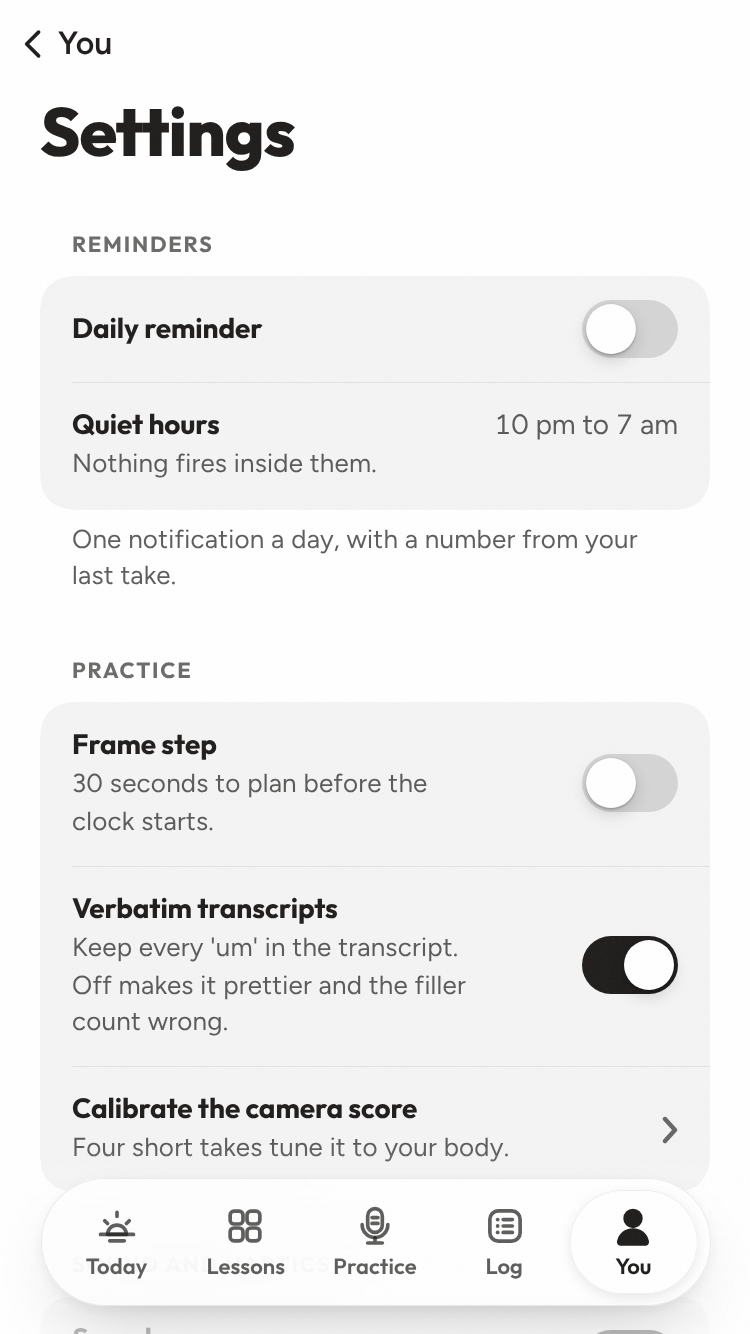 You
Settings
REMINDERS
Daily reminder
Quiet hours
10 pm to 7 am
Nothing fires inside them.
One notification a day, with a number from your
last take.
PRACTICE
Frame step
30 seconds to plan before the
clock starts.
Verbatim transcripts
Keep every 'um' in the transcript.
Off makes it prettier and the filler
count wrong.
Calibrate the camera score
Four short takes tune it to your body.
Today
Lessons
Practice
Log
You